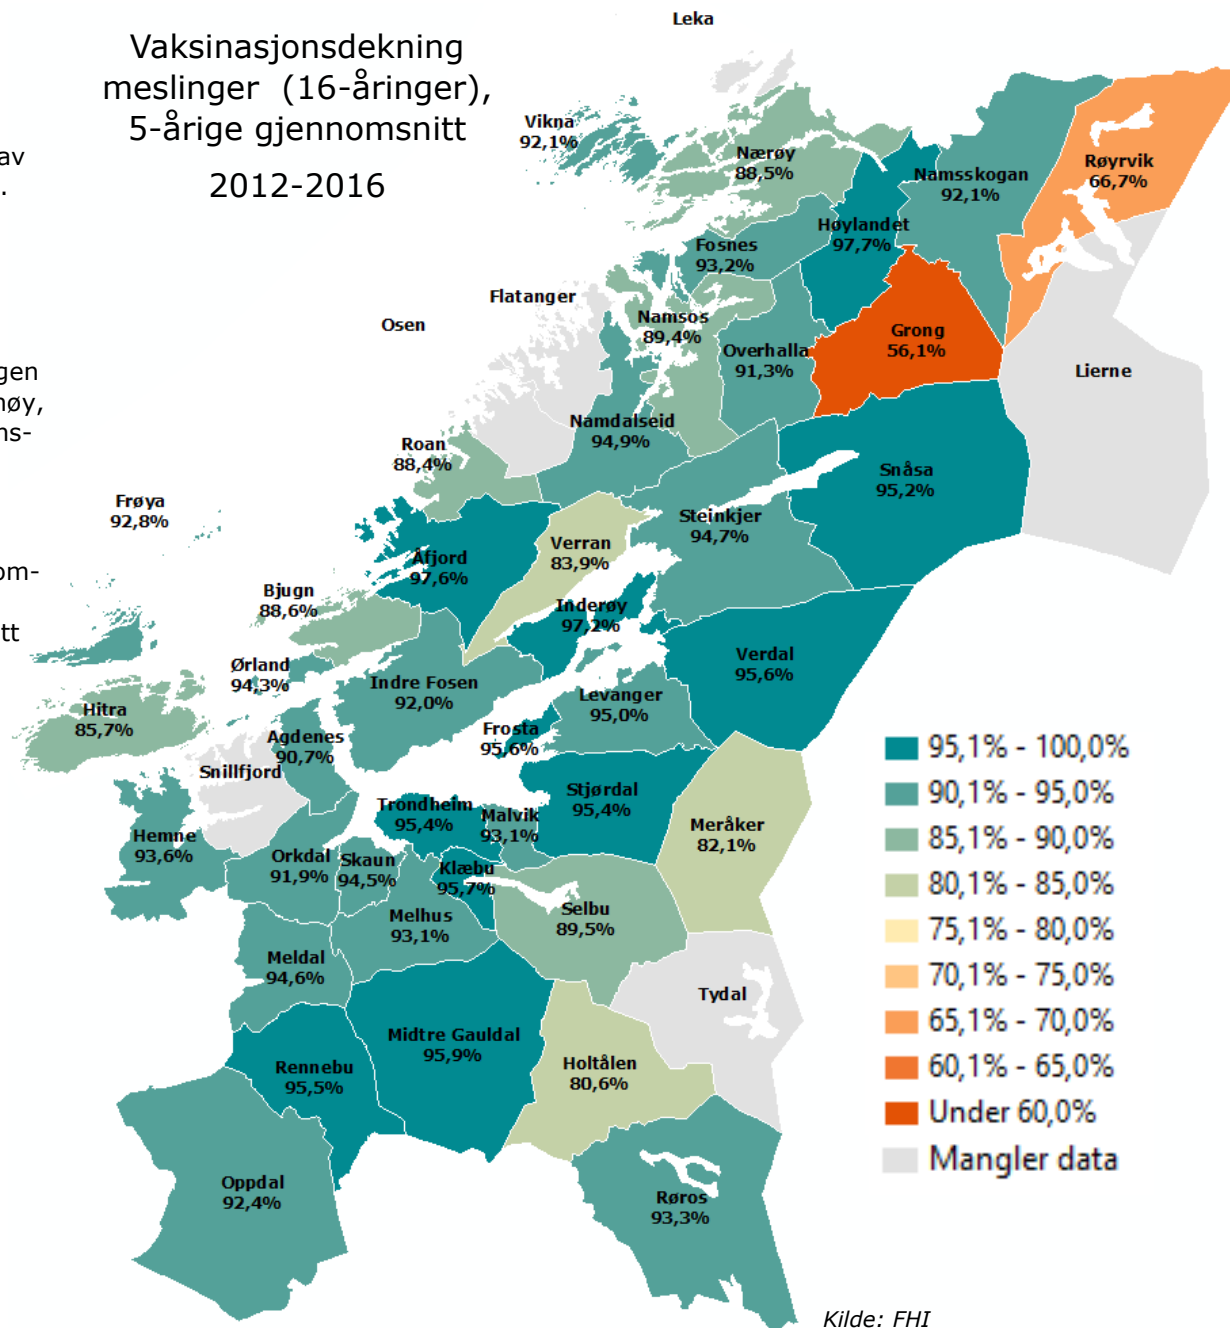 Vaksinasjonsdekning
meslinger (16-åringer),
5-årige gjennomsnitt
2012-2016
av
.
gen
nøy,
ns-
om-
tt
Leka
Vikna
92,1%
Nærøy
88,5%
Namsskogan
92,1%
Røyrvik
66,7%
Høylandet
97,7%
Fosnes
93,2%
Flatanger
Osen
Namsos
89,4%
Overhalla
91,3%
Grong
56,1%
Lierne
Namdalseid
94,9%
Roan
88,4%
Snåsa
95,2%
Frøya
92,8%
Steinkjer
94,7%
Verran
83,9%
Åfjord
97,6%
Bjugn
88,6%
Inderøy
97,2%
Verdal
95,6%
Ørland
94,3%
Indre Fosen
92,0%
Levanger
95,0%
Hitra
85,7%
Agdenes
90,7%
Frosta
95,6%
Snillfjord
Stjørdal
95,4%
Trondheim
95,4%
Malvik
93,1%
Meråker
82,1%
Hemne
93,6%
Orkdal
91,9%
Skaun
94,5%
Klæbu
95,7%
Selbu
89,5%
Melhus
93,1%
Meldal
94,6%
Tydal
Midtre Gauldal
95,9%
Holtålen
80,6%
Rennebu
95,5%
Oppdal
92,4%
Røros
93,3%
95,1% - 100,0%
90,1% - 95,0%
85,1% - 90,0%
80,1% - 85,0%
75,1% - 80,0%
70,1% - 75,0%
65,1% - 70,0%
60,1% - 65,0%
Under 60,0%
Mangler data
Kilde: FHI